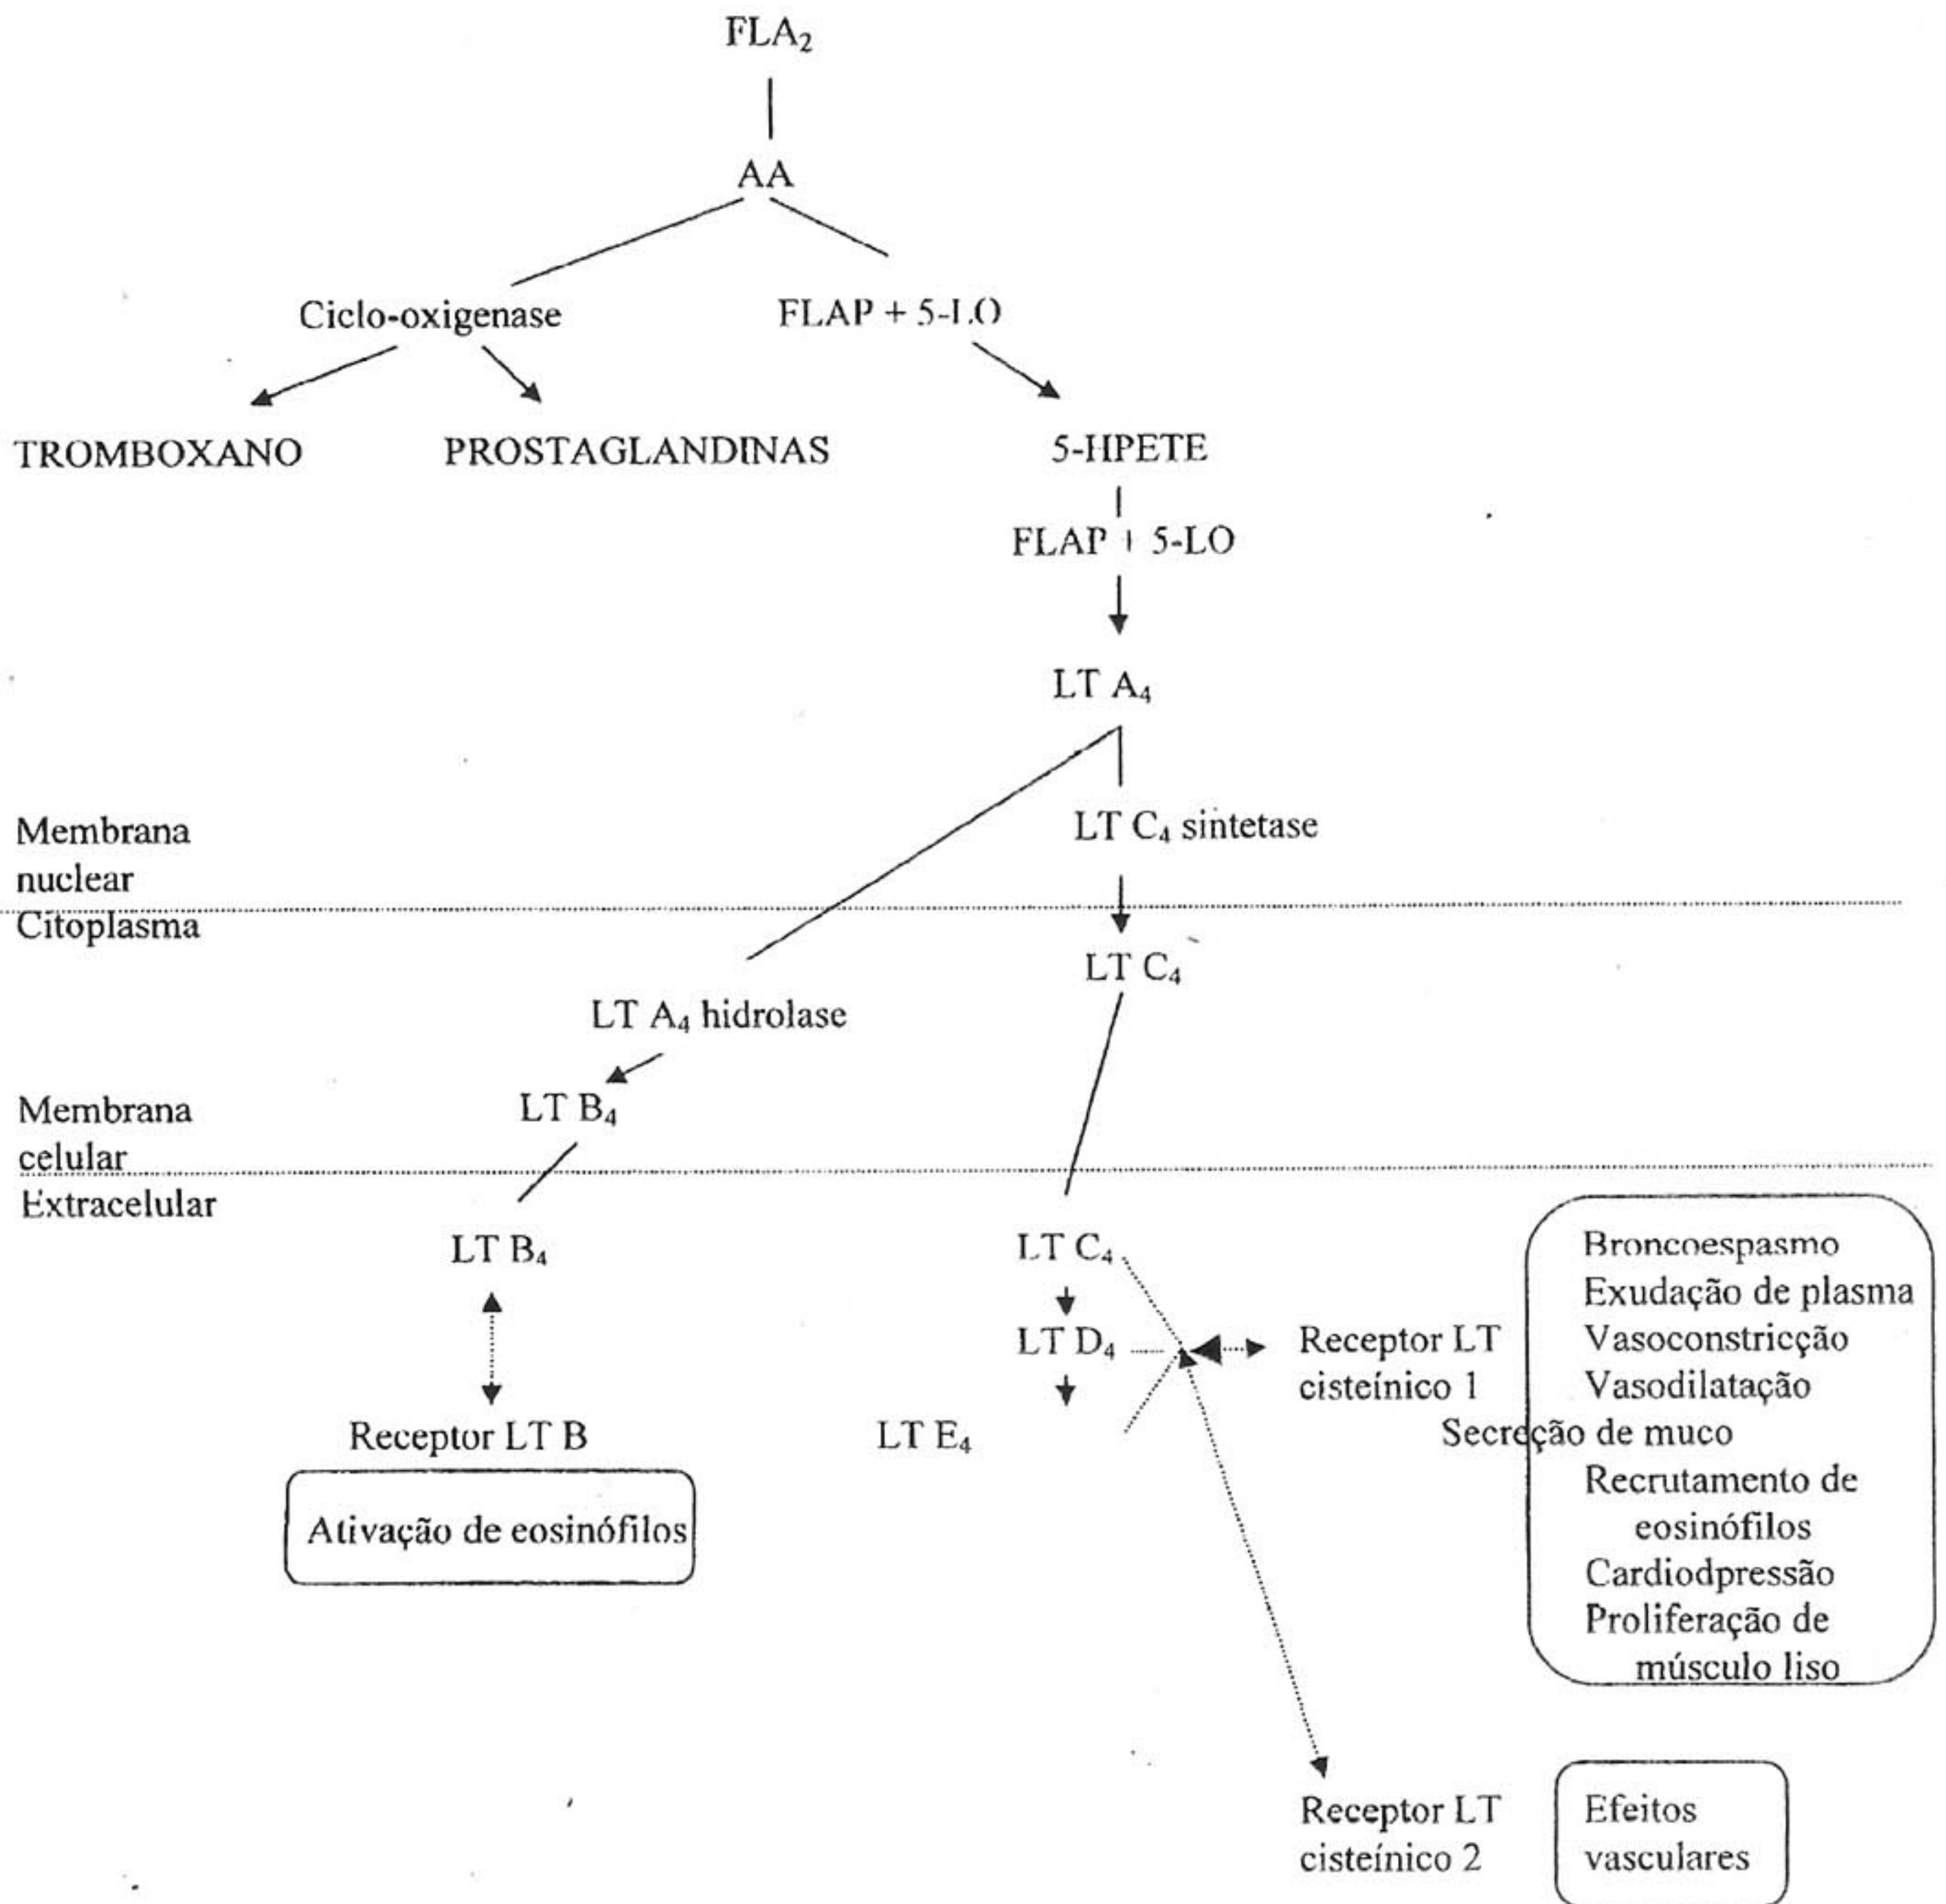 FLA₂
AA
Ciclo-oxigenase
FLAP + 5-LO
TROMBOXANO
PROSTAGLANDINAS
5-HPETE
FLAP + 5-LO
LT A₄
LT C₄ sintetase
Membrana
nuclear
Citoplasma
LT C₄
LT A₄ hidrolase
LT B₄
Membrana
celular
Extracelular
LT B₄
LT C₄
LT D₄
LT E₄
Receptor LT B
Ativação de eosinófilos
Receptor LT
cisteínico 1
Broncoespasmo
Exudação de plasma
Vasoconstricção
Vasodilatação
Secreção de muco
Recrutamento de
eosinófilos
Cardiodpressão
Proliferação de
músculo liso
Receptor LT
cisteínico 2
Efeitos
vasculares